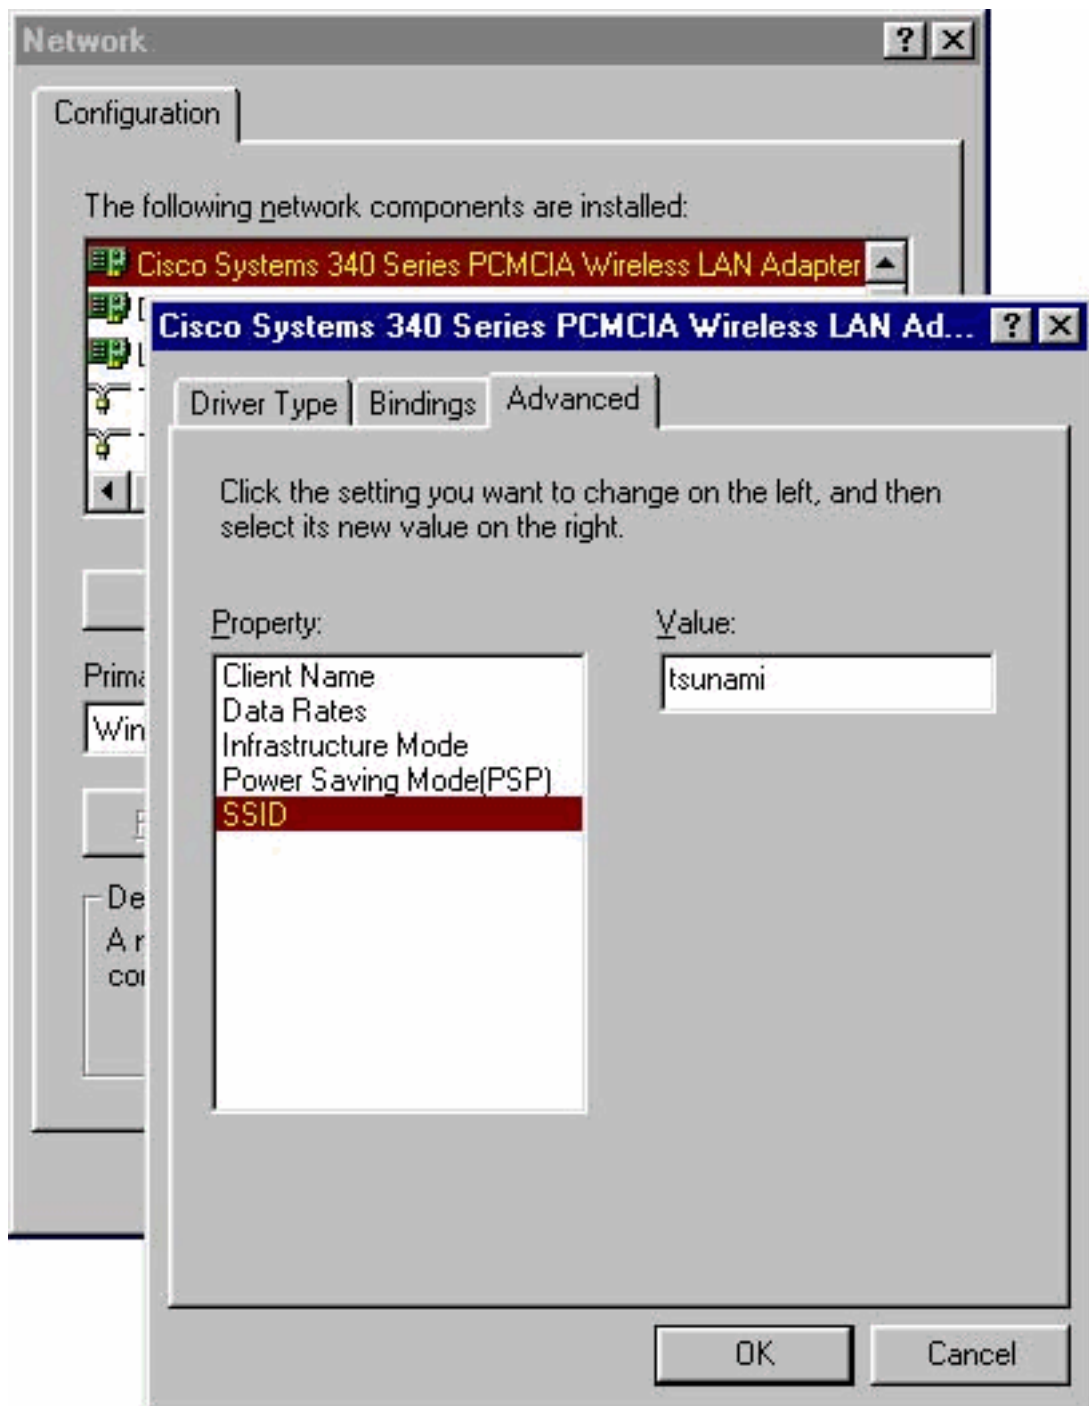 Network
Configuration
The following network components are installed:
Cisco Systems 340 Series PCMCIA Wireless LAN Adapter
Cisco Systems 340 Series PCMCIA Wireless LAN Ad...
Driver Type
Bindings
Advanced
Click the setting you want to change on the left, and then
select its new value on the right.
Property:
Value:
Client Name
Data Rates
Infrastructure Mode
Power Saving Mode(PSP)
SSID
tsunami
OK
Cancel